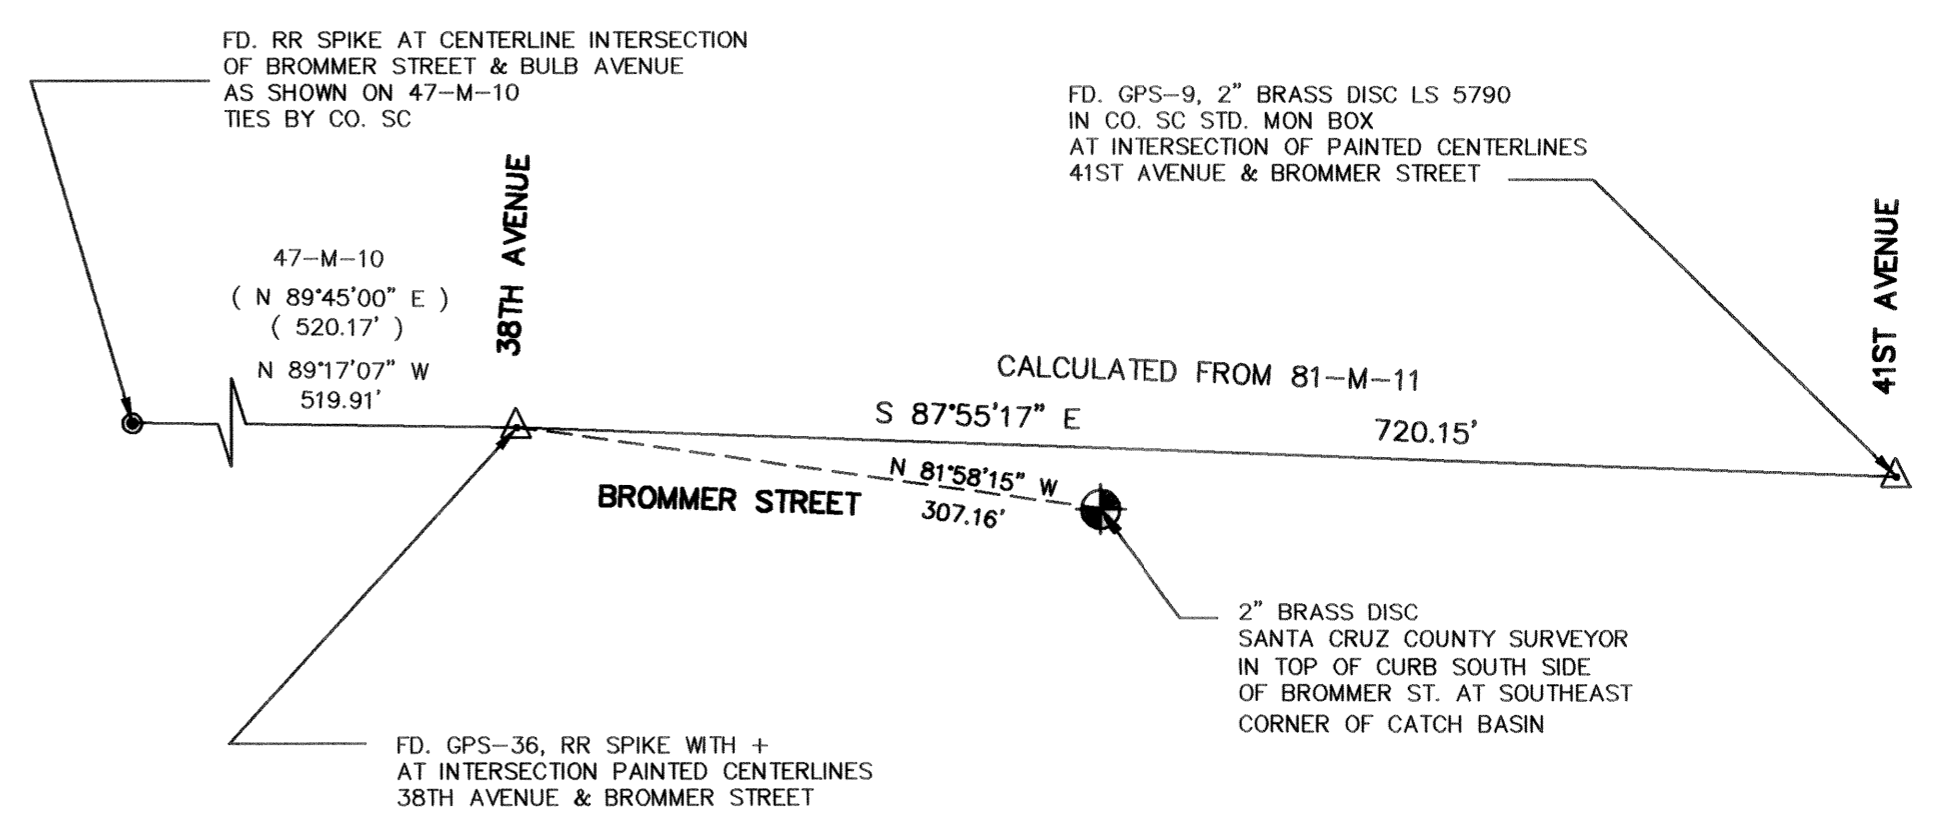 FD. RR SPIKE AT CENTERLINE INTERSECTION
OF BROMMER STREET & BULB AVENUE
AS SHOWN ON 47-M-10
TIES BY CO. SC
FD. GPS-9, 2" BRASS DISC LS 5790
IN CO. SC STD. MON BOX
AT INTERSECTION OF PAINTED CENTERLINES
41ST AVENUE & BROMMER STREET
38TH AVENUE
41ST AVENUE
47-M-10
( N 89°45'00" E )
( 520.17' )
N 89°17'07" W
519.91'
CALCULATED FROM 81-M-11
S 87°55'17" E 720.15'
N 81°58'15" W
307.16'
BROMMER STREET
2" BRASS DISC
SANTA CRUZ COUNTY SURVEYOR
IN TOP OF CURB SOUTH SIDE
OF BROMMER ST. AT SOUTHEAST
CORNER OF CATCH BASIN
FD. GPS-36, RR SPIKE WITH +
AT INTERSECTION PAINTED CENTERLINES
38TH AVENUE & BROMMER STREET